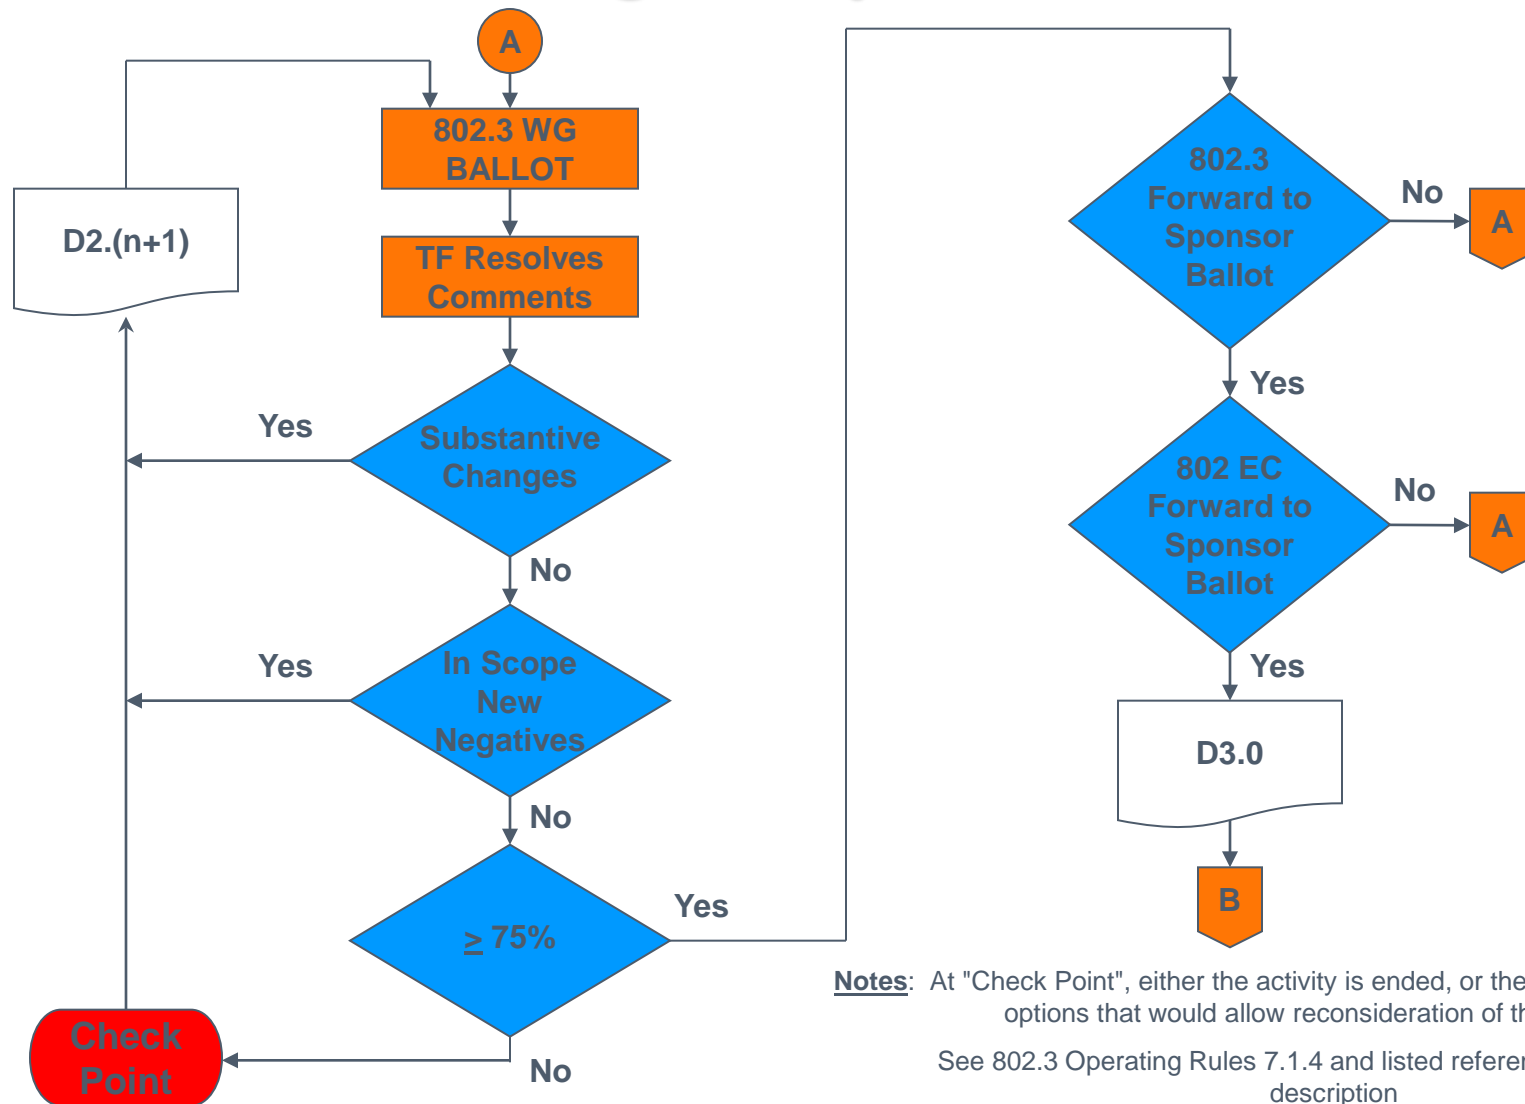 A
802.3 WG
BALLOT
D2.(n+1)
TF Resolves
Comments
Yes
Substantive
Changes
No
Yes
In Scope
New
Negatives
No
≥ 75%
Yes
No
Check
Point
802.3
Forward to
Sponsor
Ballot
No
A
Yes
802 EC
Forward to
Sponsor
Ballot
No
A
Yes
D3.0
B
Notes: At "Check Point", either the activity is ended, or the
options that would allow reconsideration of
See 802.3 Operating Rules 7.1.4 and listed
description